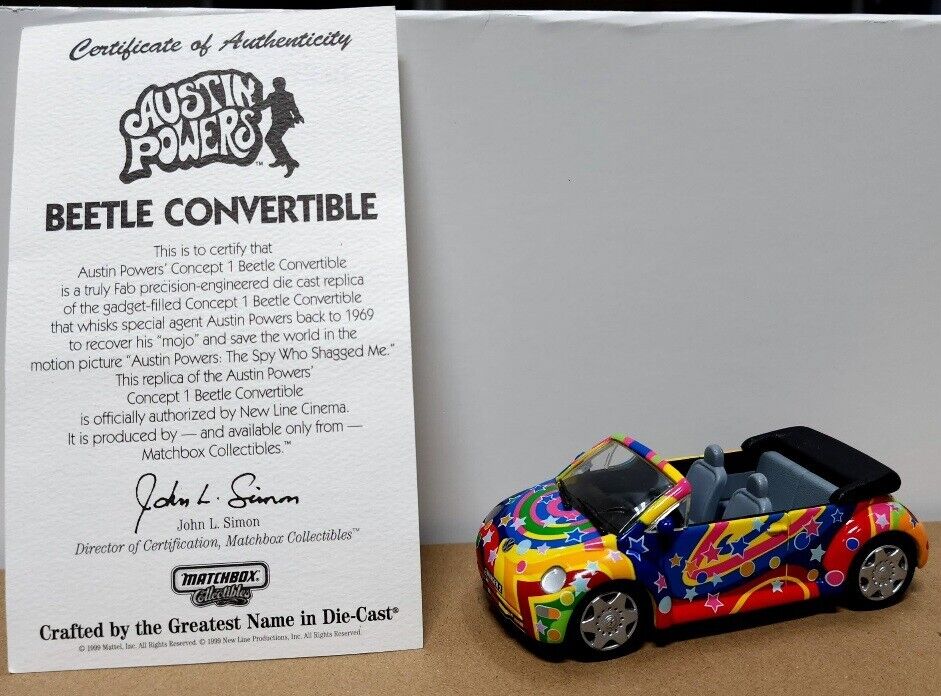 Certificate of Authenticity
AUSTIN
POWERS™
BEETLE CONVERTIBLE
This is to certify that
Austin Powers' Concept 1 Beetle Convertible
is a truly Fab precision-engineered die cast replica
of the gadget-filled Concept 1 Beetle Convertible
that whisks special agent Austin Powers back to 1969
to recover his "mojo" and save the world in the
motion picture "Austin Powers: The Spy Who Shagged Me."
This replica of the Austin Powers'
Concept 1 Beetle Convertible
is officially authorized by New Line Cinema.
It is produced by — and available only from —
Matchbox Collectibles.™
John L. Simon
John L. Simon
Director of Certification, Matchbox Collectibles™
MATCHBOX
Collectibles
Crafted by the Greatest Name in Die-Cast®
© 1999 Mattel, Inc. All Rights Reserved. © 1999 New Line Productions, Inc. All Rights Reserved.